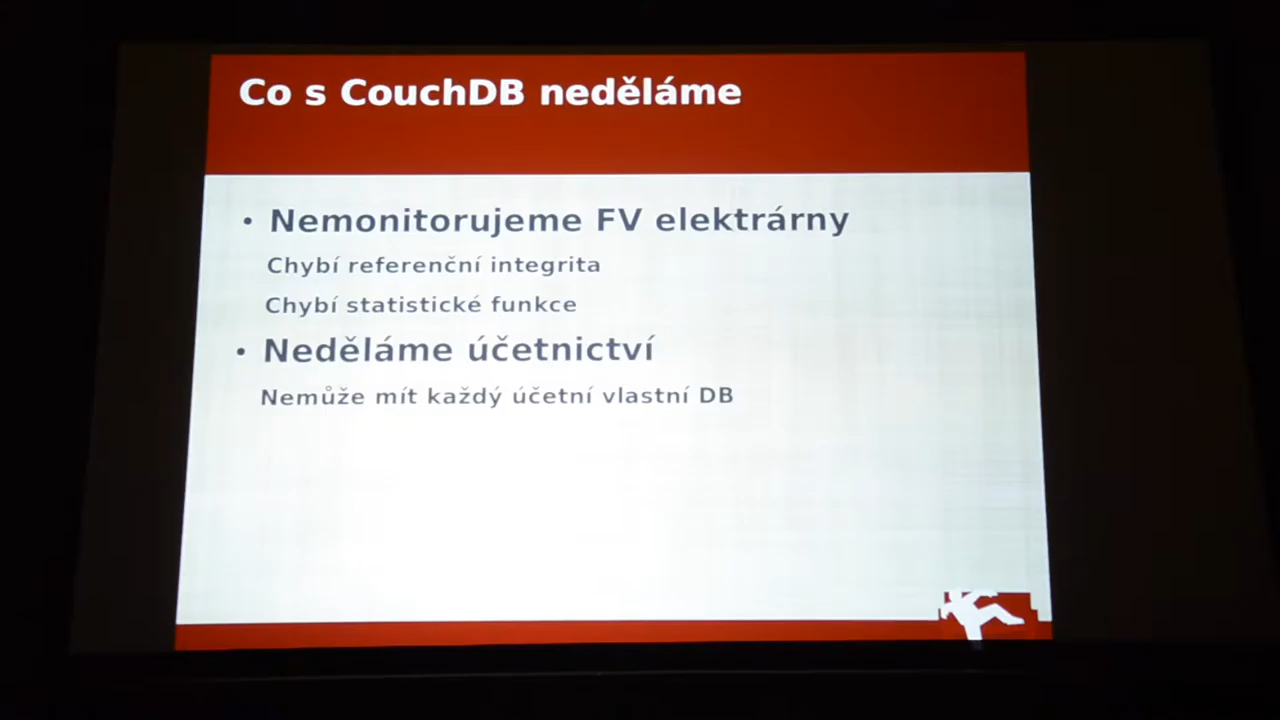 Co s CouchDB neděláme
• Nemonitorujeme FV elektrárny
Chybí referenční integrita
Chybí statistické funkce
• Neděláme účetnictví
Nemůže mít každý účetní vlastní DB